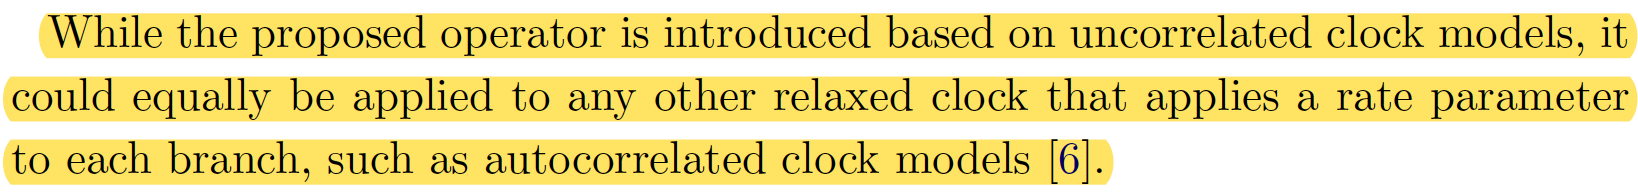 While the proposed operator is introduced based on uncorrelated clock models, it
could equally be applied to any other relaxed clock that applies a rate parameter
to each branch, such as autocorrelated clock models [6].